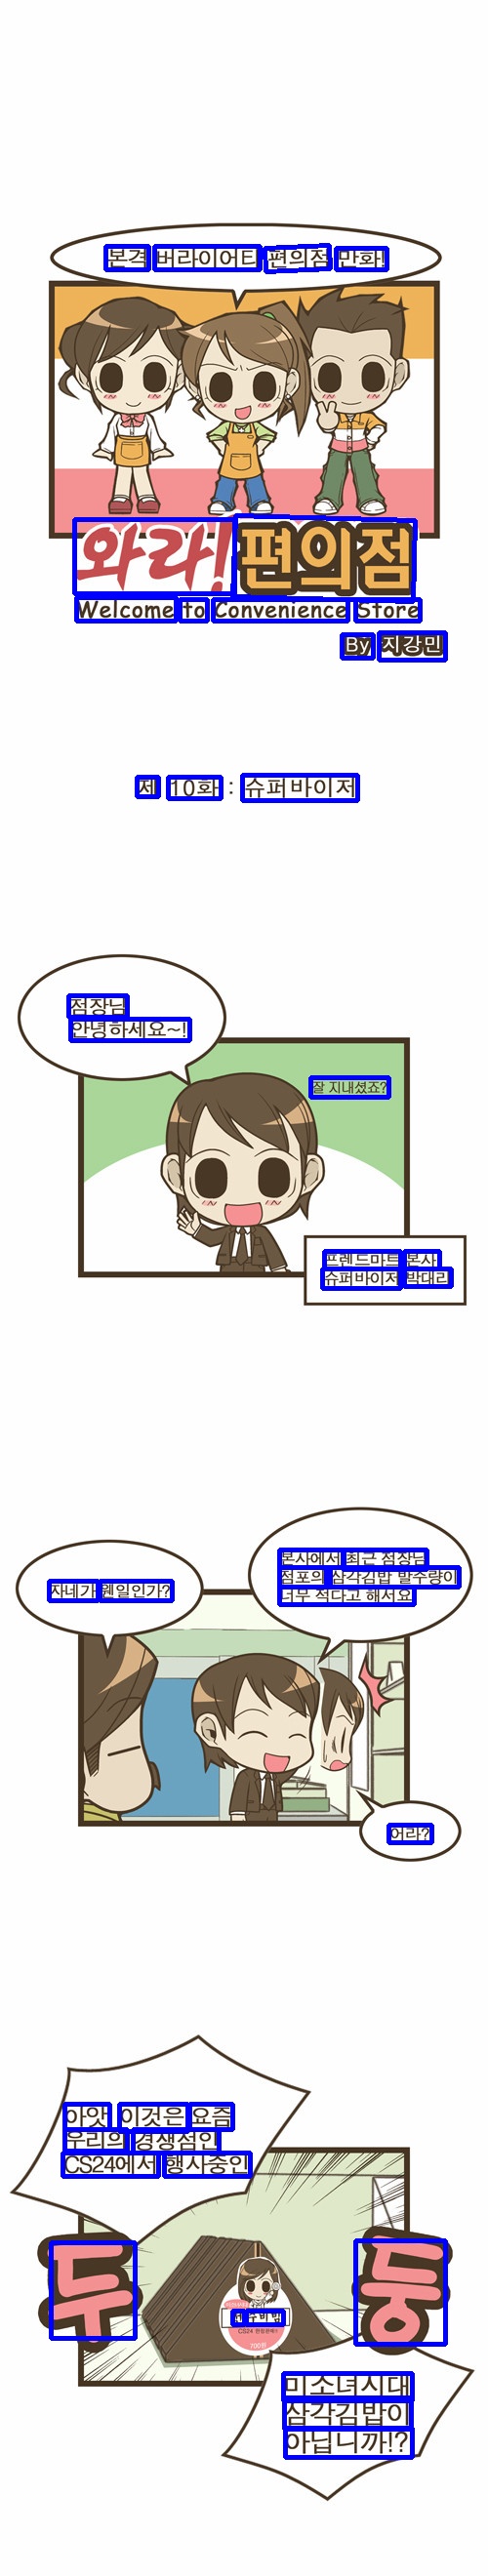 본격 버라이어티 편의점 만화!
와라! 편의점
Welcome to Convenience Store
By 지강민
제 10화 : 슈퍼바이저
점장님
안녕하세요~!
잘 지내셨죠?
프렌드마트 본사
슈퍼바이저 박대리
자네가 웬일인가?
본사에서 최근 점장님
점포의 삼각김밥 발수량이
너무 적다고 해서요
어라?
아앗 이것은 요즘
우리의 경쟁점인
CS24에서 행사중인
두둥
CS24
700원
미소녀시대
삼각김밥이
아닙니까!?